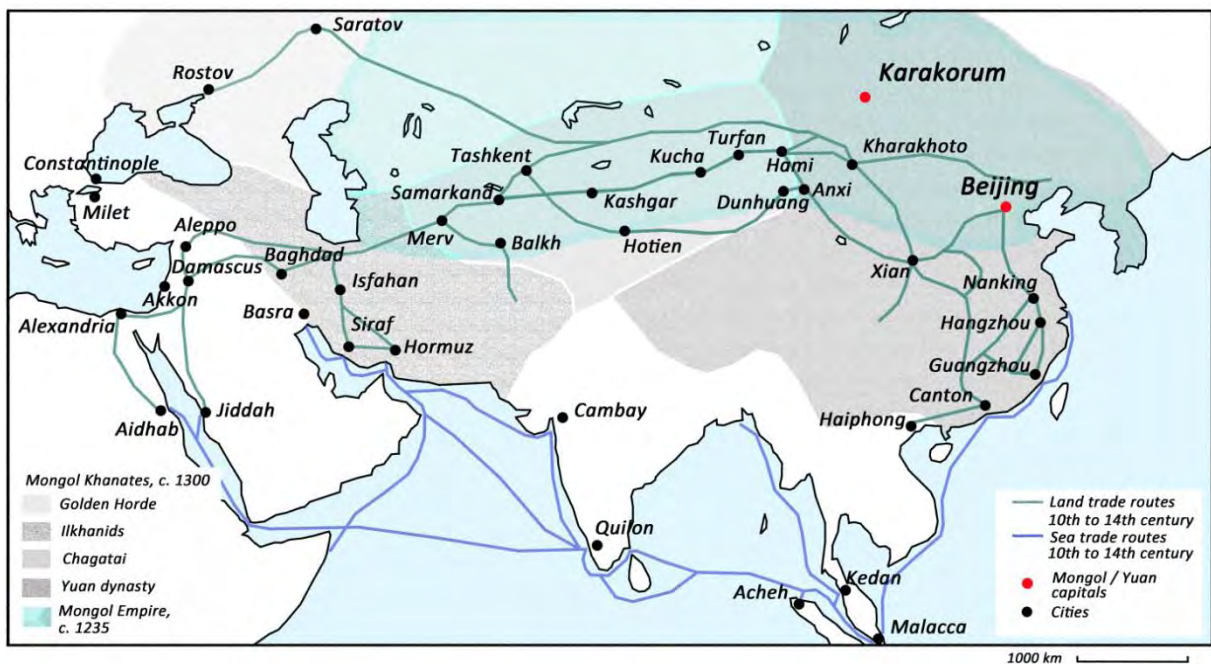 Saratov
Rostov
Karakorum
Constantinople
Milet
Tashkent
Turfan
Kucha
Hami
Kharakhoto
Samarkand
Kashgar
Dunhuang
Anxi
Beijing
Aleppo
Merv
Balkh
Hotien
Baghdad
Damascus
Xian
Akkon
Isfahan
Nanking
Alexandria
Basra
Siraf
Hormuz
Hangzhou
Guangzhou
Canton
Haiphong
Aidhab
Jiddah
Cambay
Quilon
Acheh
Kedan
Malacca
Mongol Khanates, c. 1300
Golden Horde
Ilkhanids
Chagatai
Yuan dynasty
Mongol Empire,
c. 1235
Land trade routes
10th to 14th century
Sea trade routes
10th to 14th century
Mongol / Yuan
capitals
Cities
1000 km